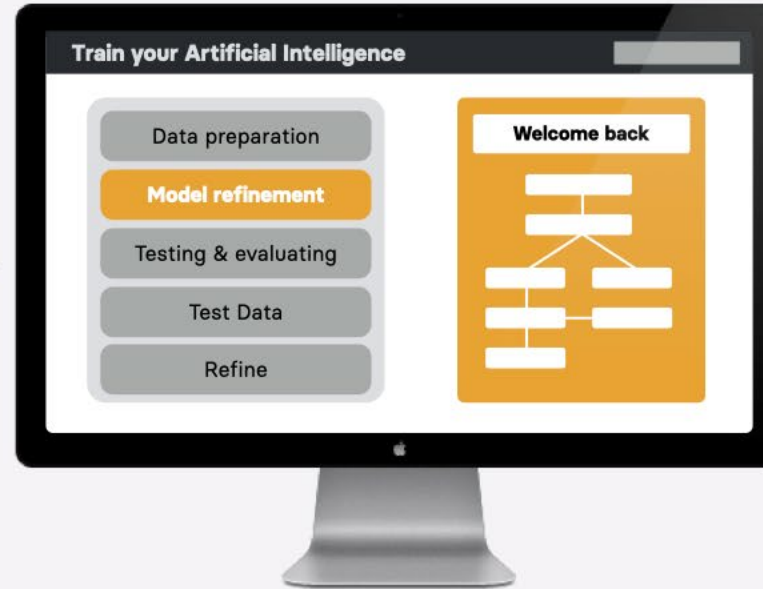 Train your Artificial Intelligence
Data preparation
Model refinement
Testing & evaluating
Test Data
Refine
Welcome back